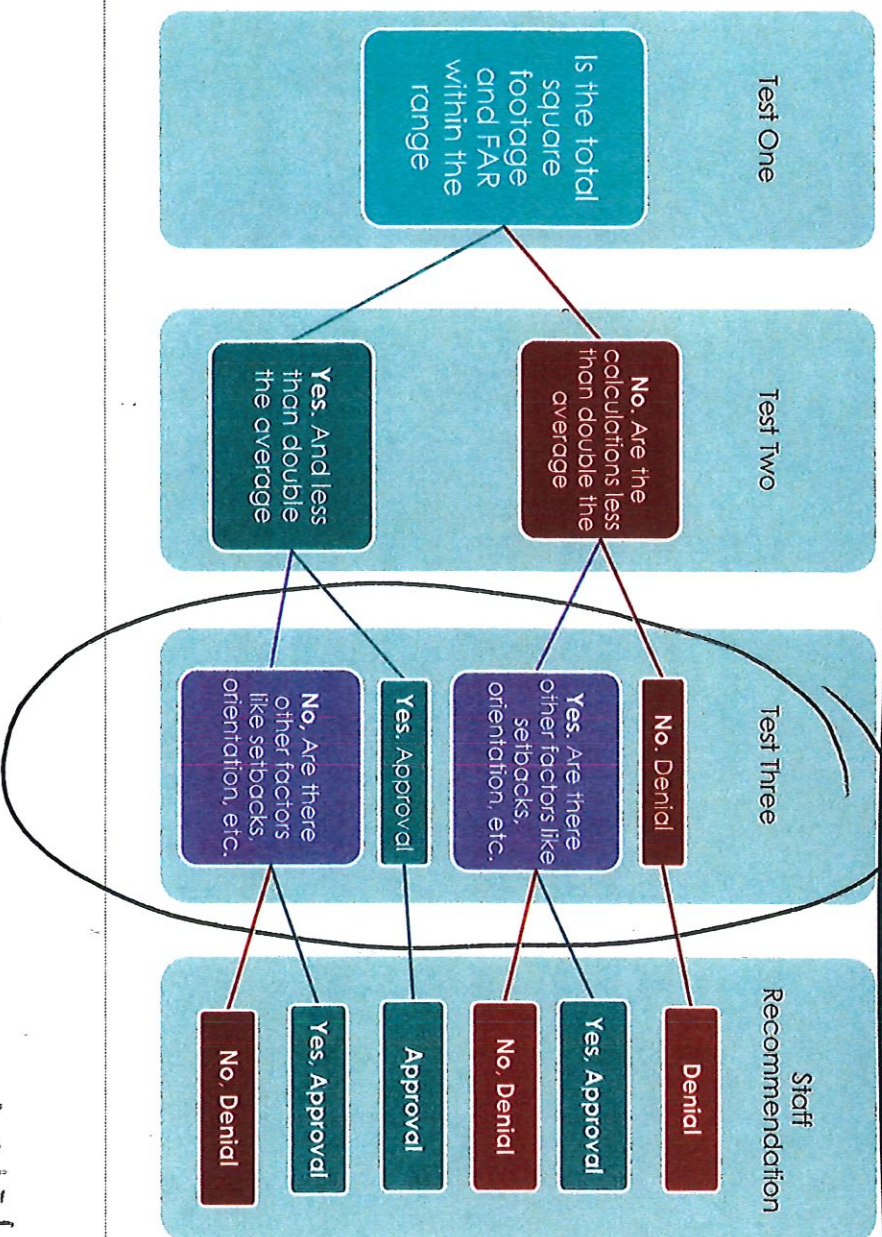 Test One
Is the total
square
footage
and FAR
within the
range
Test Two
No. Are the
calculations less
than double the
average
Yes. And less
than double
the average
Test Three
No. Denial
Yes. Are there
other factors like
setbacks,
orientation, etc.
Yes. Approval
No, Are there
other factors
like setbacks,
orientation, etc.
Staff
Recommendation
Denial
Yes, Approval
No, Denial
Approval
Yes, Approval
No, Denial